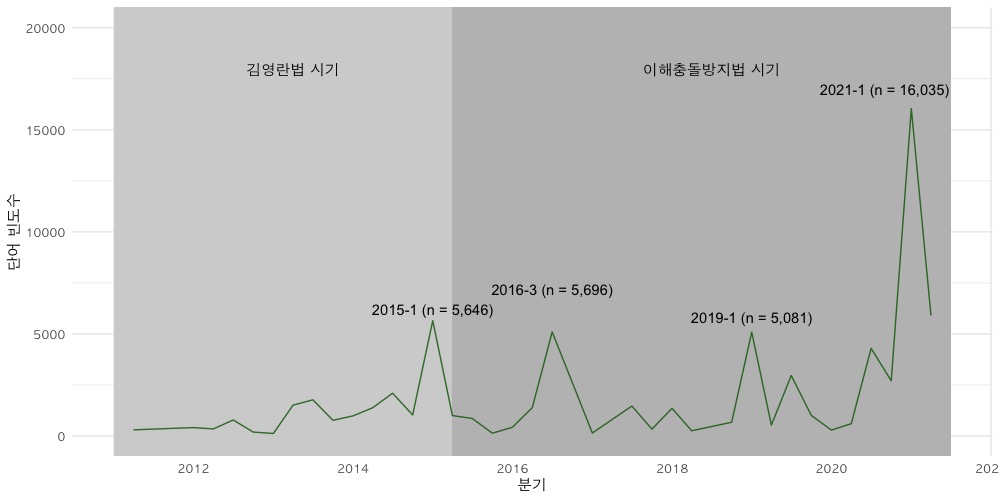 20000
15000
10000
5000
0
단어 빈도수
김영란법 시기
이해충돌방지법 시기
2021-1 (n = 16,035)
2016-3 (n = 5,696)
2015-1 (n = 5,646)
2019-1 (n = 5,081)
2012
2014
2016
2018
2020
202
분기